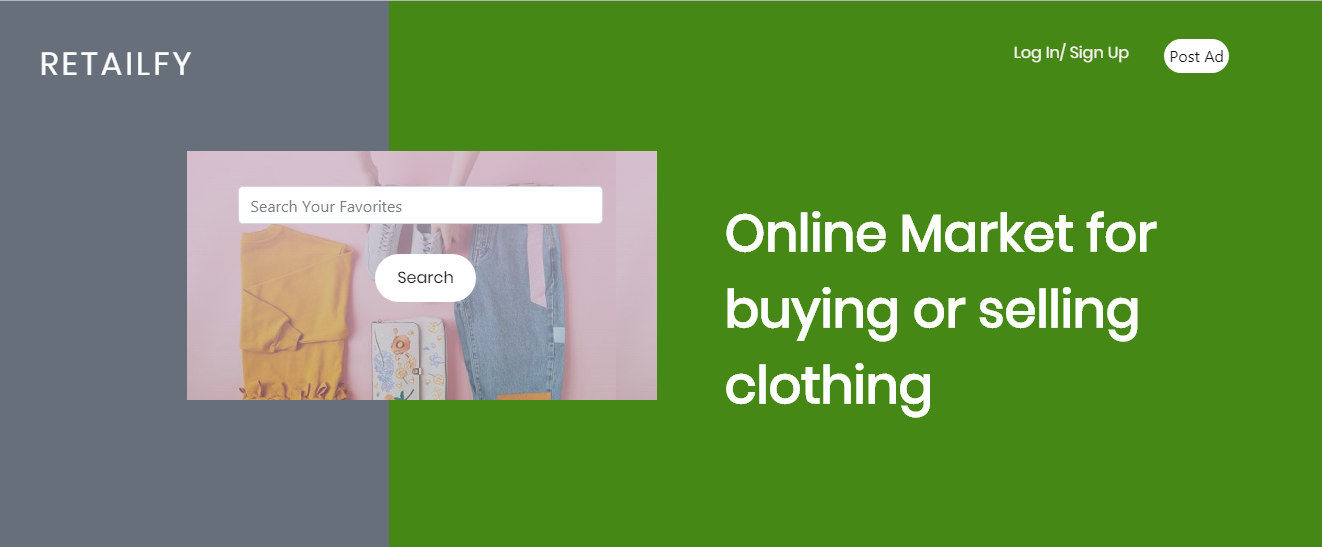 RETAILFY
Log In/ Sign Up
Post Ad
Search Your Favorites
Search
Online Market for
buying or selling
clothing